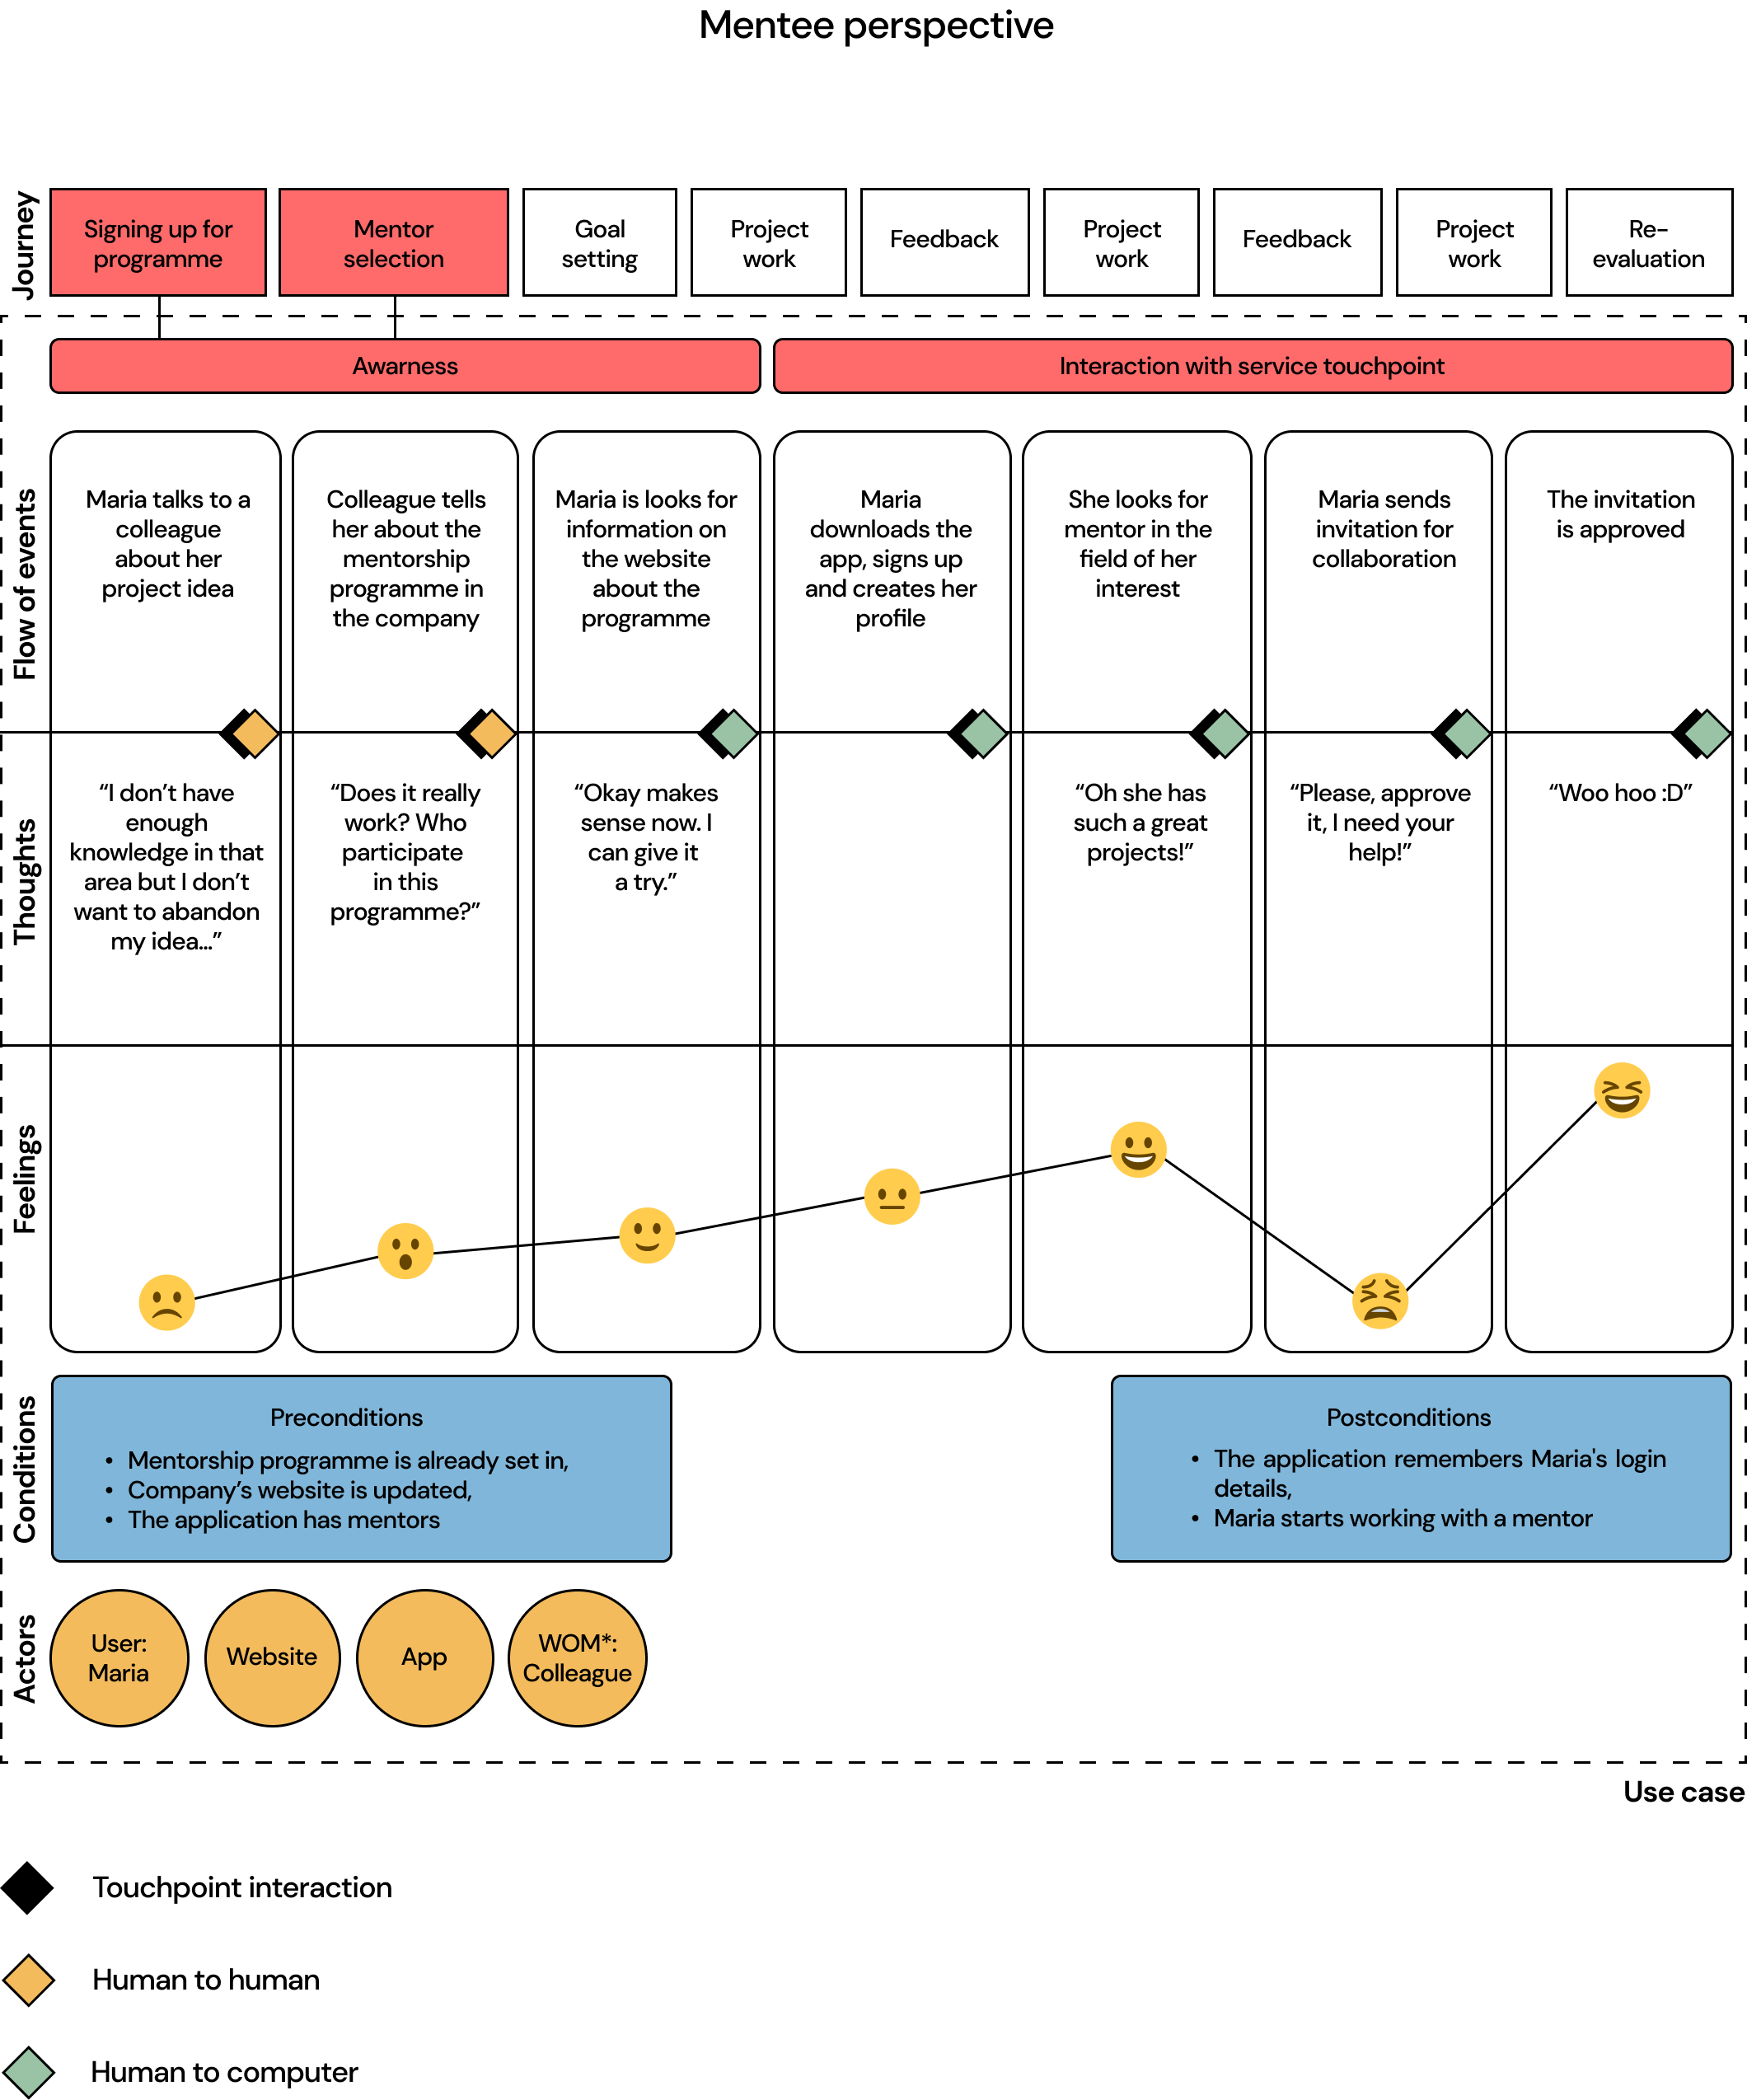 Mentee perspective
Journey
Signing up for
programme
Mentor
selection
Goal
setting
Project
work
Feedback
Project
work
Feedback
Project
work
Re-
evaluation
Awarness
Interaction with service touchpoint
Flow of events
Maria talks to a
colleague
about her
project idea
Colleague tells
her about the
mentorship
programme in
the company
Maria is looks for
information on
the website
about the
programme
Maria
downloads the
app, signs up
and creates her
profile
She looks for
mentor in the
field of her
interest
Maria sends
invitation for
collaboration
The invitation
is approved
Thoughts
“I don’t have
enough
knowledge in that
area but I don’t
want to abandon
my idea...”
“Does it really
work? Who
participate
in this
programme?”
“Okay makes
sense now. I
can give it
a try.”
“Oh she has
such a great
projects!”
“Please, approve
it, I need your
help!”
“Woo hoo :D”
Feelings
Conditions
Preconditions
• Mentorship programme is already set in,
• Company’s website is updated,
• The application has mentors
Postconditions
• The application remembers Maria's login
details,
• Maria starts working with a mentor
Actors
User:
Maria
Website
App
WOM*:
Colleague
Use case
Touchpoint interaction
Human to human
Human to computer